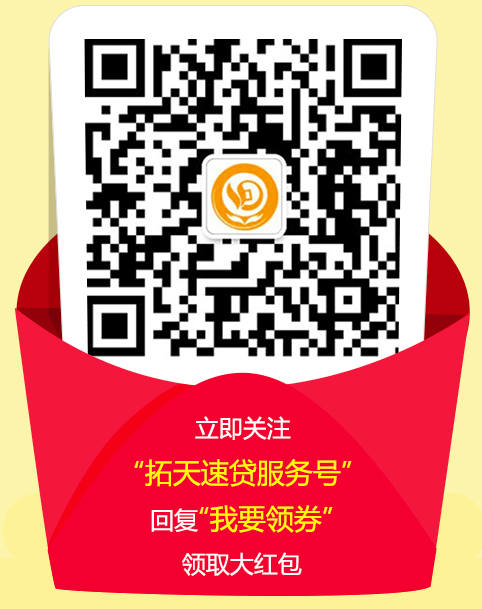 立即关注
“拓天速贷服务号”
回复“我要领券”
领取大红包